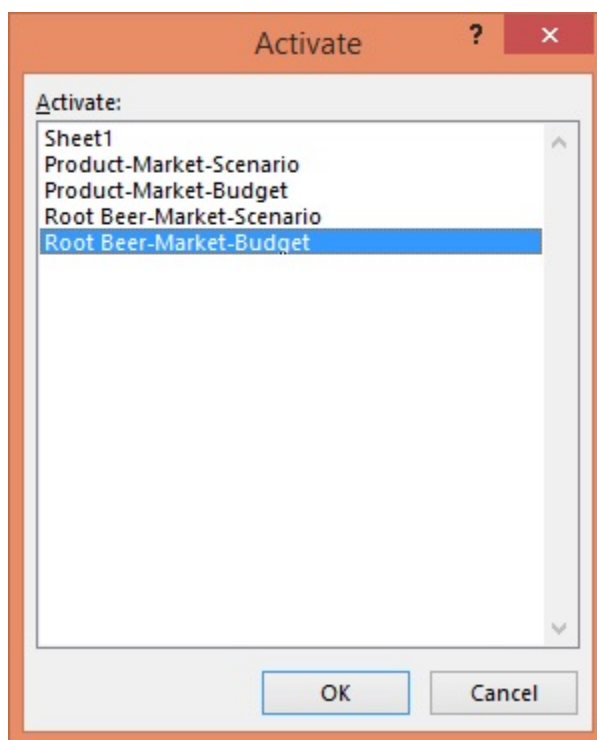 Activate
?
×
Activate:
Sheet1
Product-Market-Scenario
Product-Market-Budget
Root Beer-Market-Scenario
Root Beer-Market-Budget
OK
Cancel